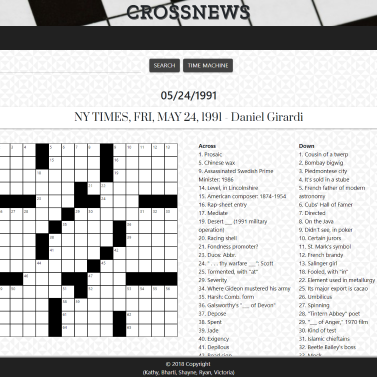 CROSSNEWS
SEARCH
TIME MACHINE
05/24/1991
NY TIMES, FRI, MAY 24, 1991 - Daniel Girardi
Across
1. Prosaic
5. Chinese wax
9. Assassinated Swedish Prime
Minister: 1986
14. Level, in Lincolnshire
15. American composer: 1874-1954
16. Rap-sheet entry
17. Mediate
19. Desert ___ (1991 military
operation)
20. Racing shell
21. Fondness promoter?
23. Duos: Abbr.
24. "... thy warfare ___": Scott
25. Tormented, with "at"
29. Severity
34. Where Gideon mustered his army
35. Harsh: Comb. form
36. Galsworthy's "___ of Devon"
37. Depose
38. Spent
39. Jade
40. Exigency
41. Depilous
Down
1. Cousin of a twerp
2. Bombay bigwig
3. Piedmontese city
4. It's sold in a stube
5. French father of modern
astronomy
6. Cubs' Hall of Famer
7. Directed
8. On the Java
9. Didn't see, in poker
10. Certain jurors
11. St. Mark's symbol
12. French brandy
13. Salinger girl
18. Fooled, with "in"
22. Element used in metallurgy
25. Its major export is cacao
26. Umbilicus
27. Spinning
28. "Tintern Abbey" poet
29. "___ of Anger," 1970 film
30. Kind of test
31. Islamic chieftains
32. Beetle Bailey's boss
© 2018 Copyright
(Kathy, Bharti, Shayne, Ryan, Victoria)